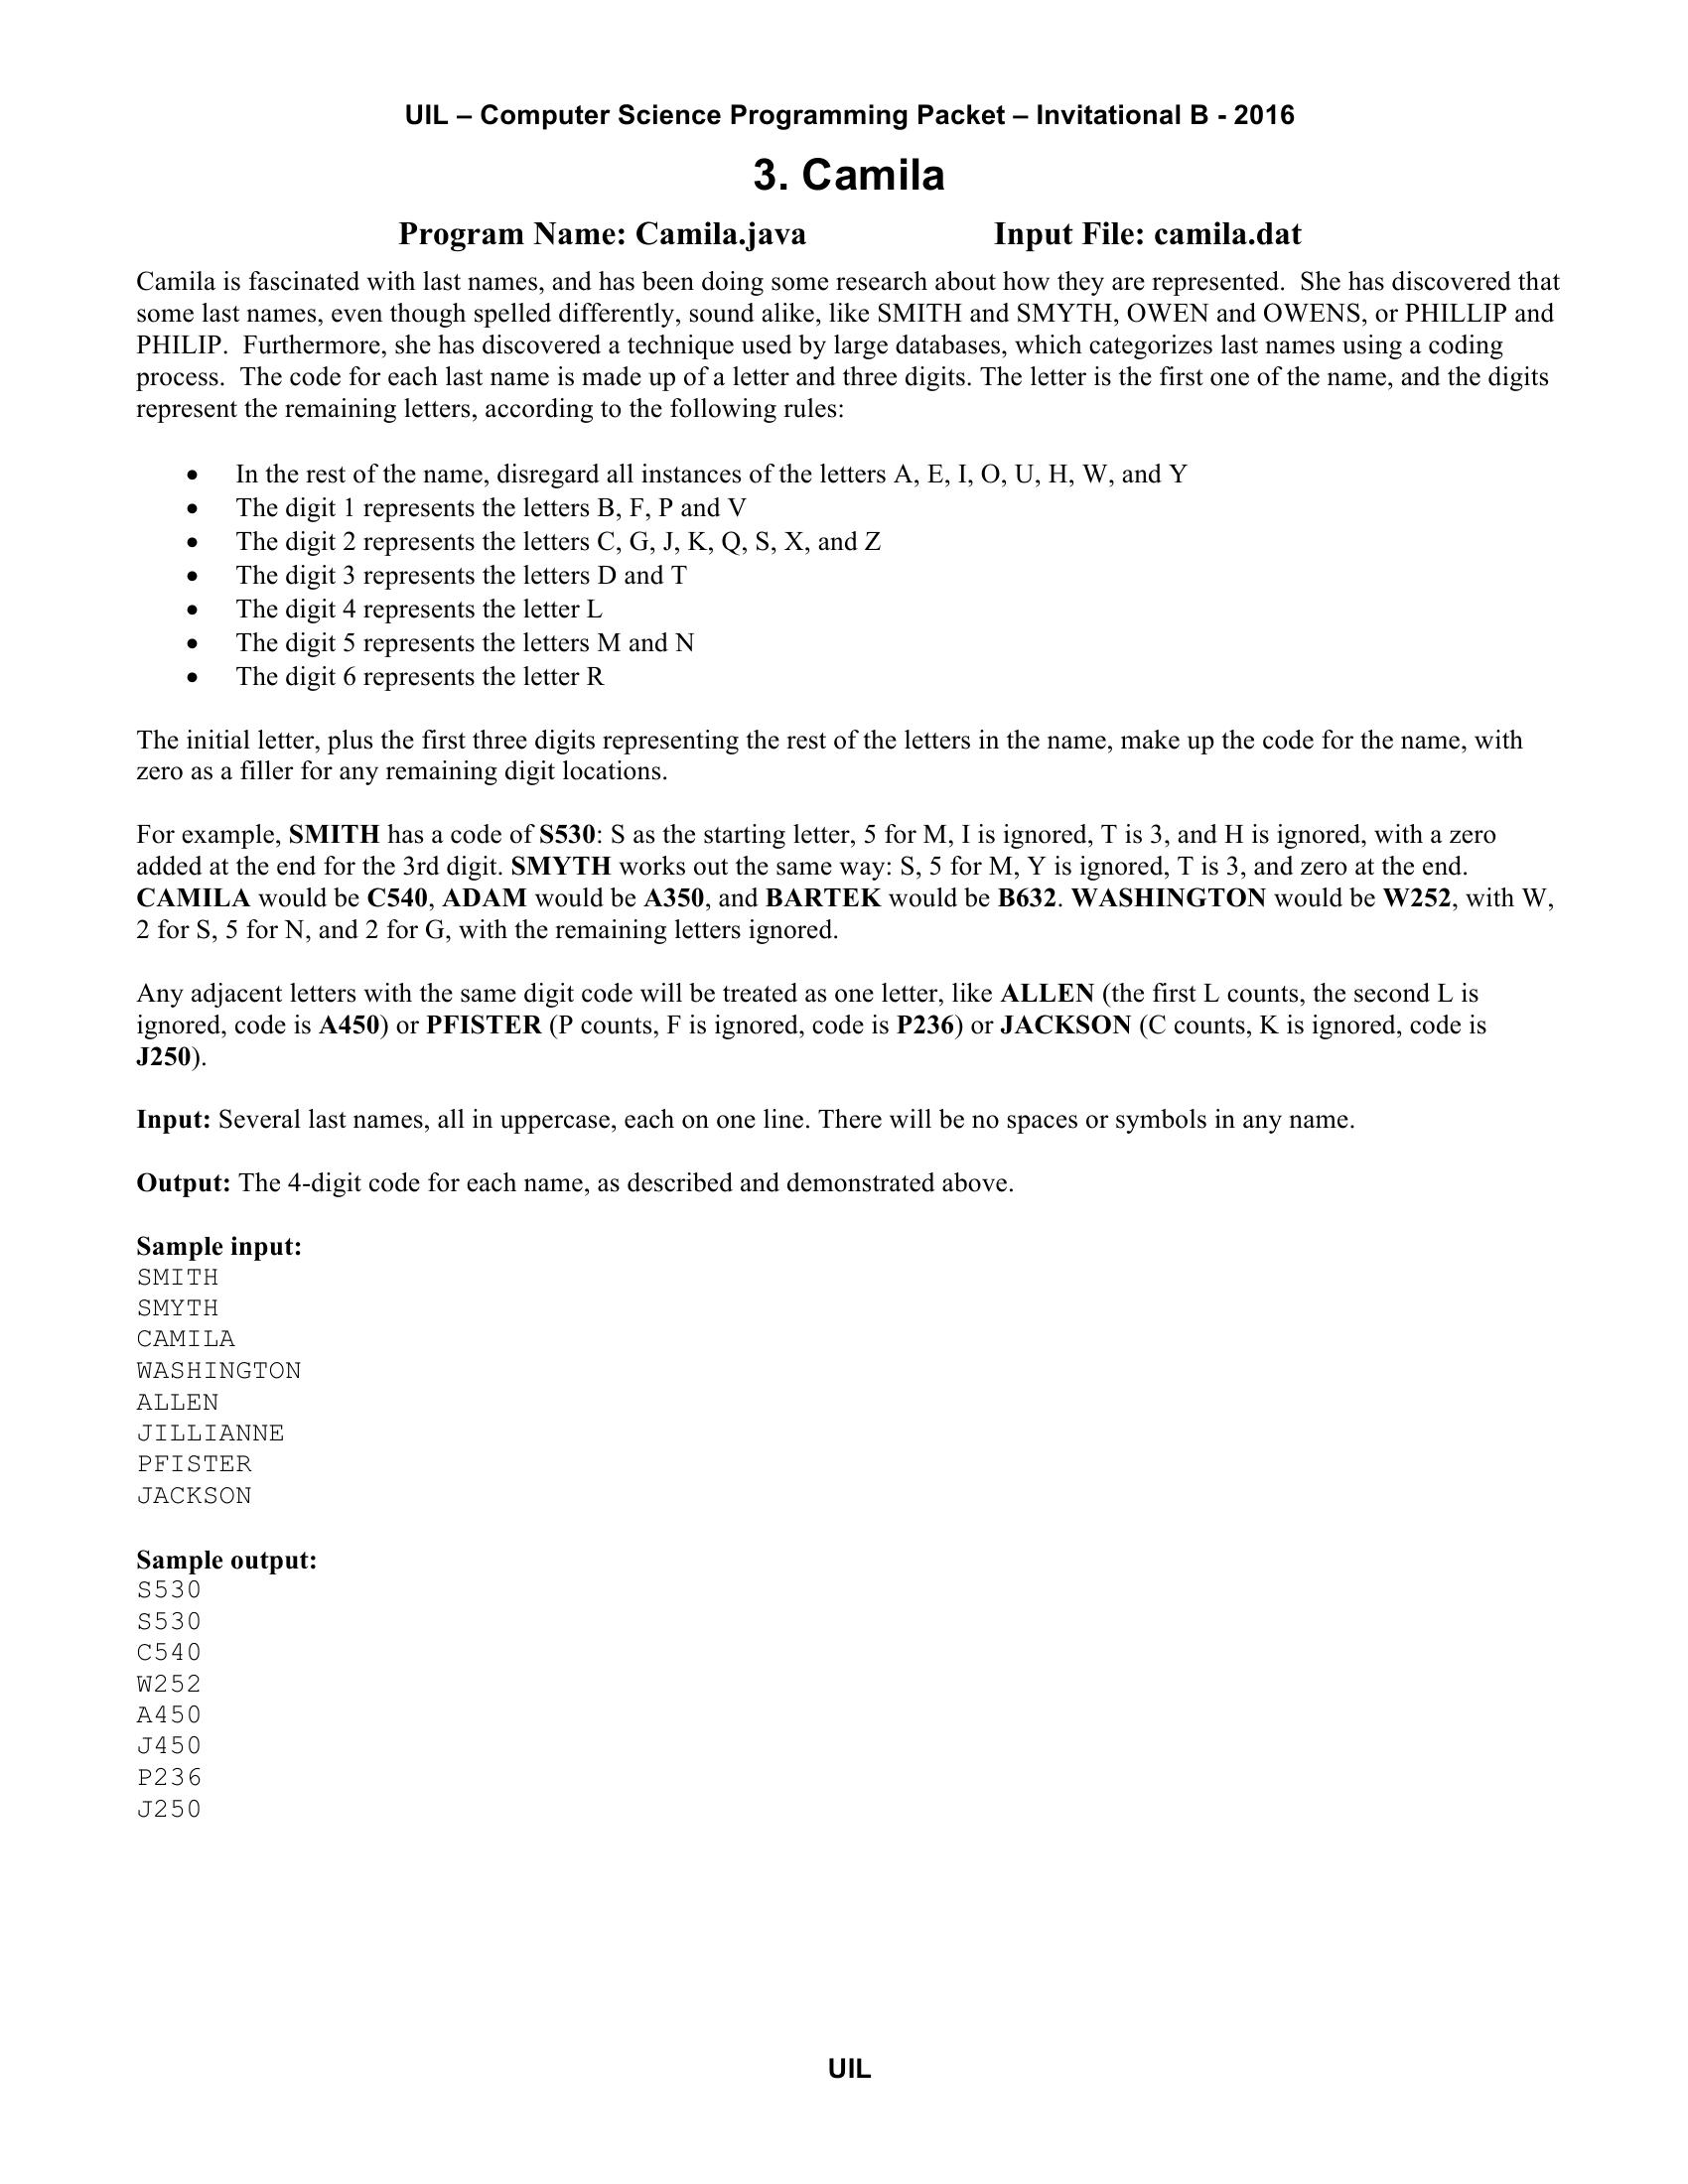 UIL – Computer Science Programming Packet – Invitational B - 2016
3. Camila
Program Name: Camila.java Input File: camila.dat
Camila is fascinated with last names, and has been doing some research about how they are represented.  She has discovered that
some last names, even though spelled differently, sound alike, like SMITH and SMYTH, OWEN and OWENS, or PHILLIP and
PHILIP.  Furthermore, she has discovered a technique used by large databases, which categorizes last names using a coding
process.  The code for each last name is made up of a letter and three digits. The letter is the first one of the name, and the digits
represent the remaining letters, according to the following rules:
• In the rest of the name, disregard all instances of the letters A, E, I, O, U, H, W, and Y
• The digit 1 represents the letters B, F, P and V
• The digit 2 represents the letters C, G, J, K, Q, S, X, and Z
• The digit 3 represents the letters D and T
• The digit 4 represents the letter L
• The digit 5 represents the letters M and N
• The digit 6 represents the letter R
The initial letter, plus the first three digits representing the rest of the letters in the name, make up the code for the name, with
zero as a filler for any remaining digit locations.
For example, SMITH has a code of S530: S as the starting letter, 5 for M, I is ignored, T is 3, and H is ignored, with a zero
added at the end for the 3rd digit. SMYTH works out the same way: S, 5 for M, Y is ignored, T is 3, and zero at the end.
CAMILA would be C540, ADAM would be A350, and BARTEK would be B632. WASHINGTON would be W252, with W,
2 for S, 5 for N, and 2 for G, with the remaining letters ignored.
Any adjacent letters with the same digit code will be treated as one letter, like ALLEN (the first L counts, the second L is
ignored, code is A450) or PFISTER (P counts, F is ignored, code is P236) or JACKSON (C counts, K is ignored, code is
J250).
Input: Several last names, all in uppercase, each on one line. There will be no spaces or symbols in any name.
Output: The 4-digit code for each name, as described and demonstrated above.
Sample input:
SMITH
SMYTH
CAMILA
WASHINGTON
ALLEN
JILLIANNE
PFISTER
JACKSON
Sample output:
S530
S530
C540
W252
A450
J450
P236
J250
UIL